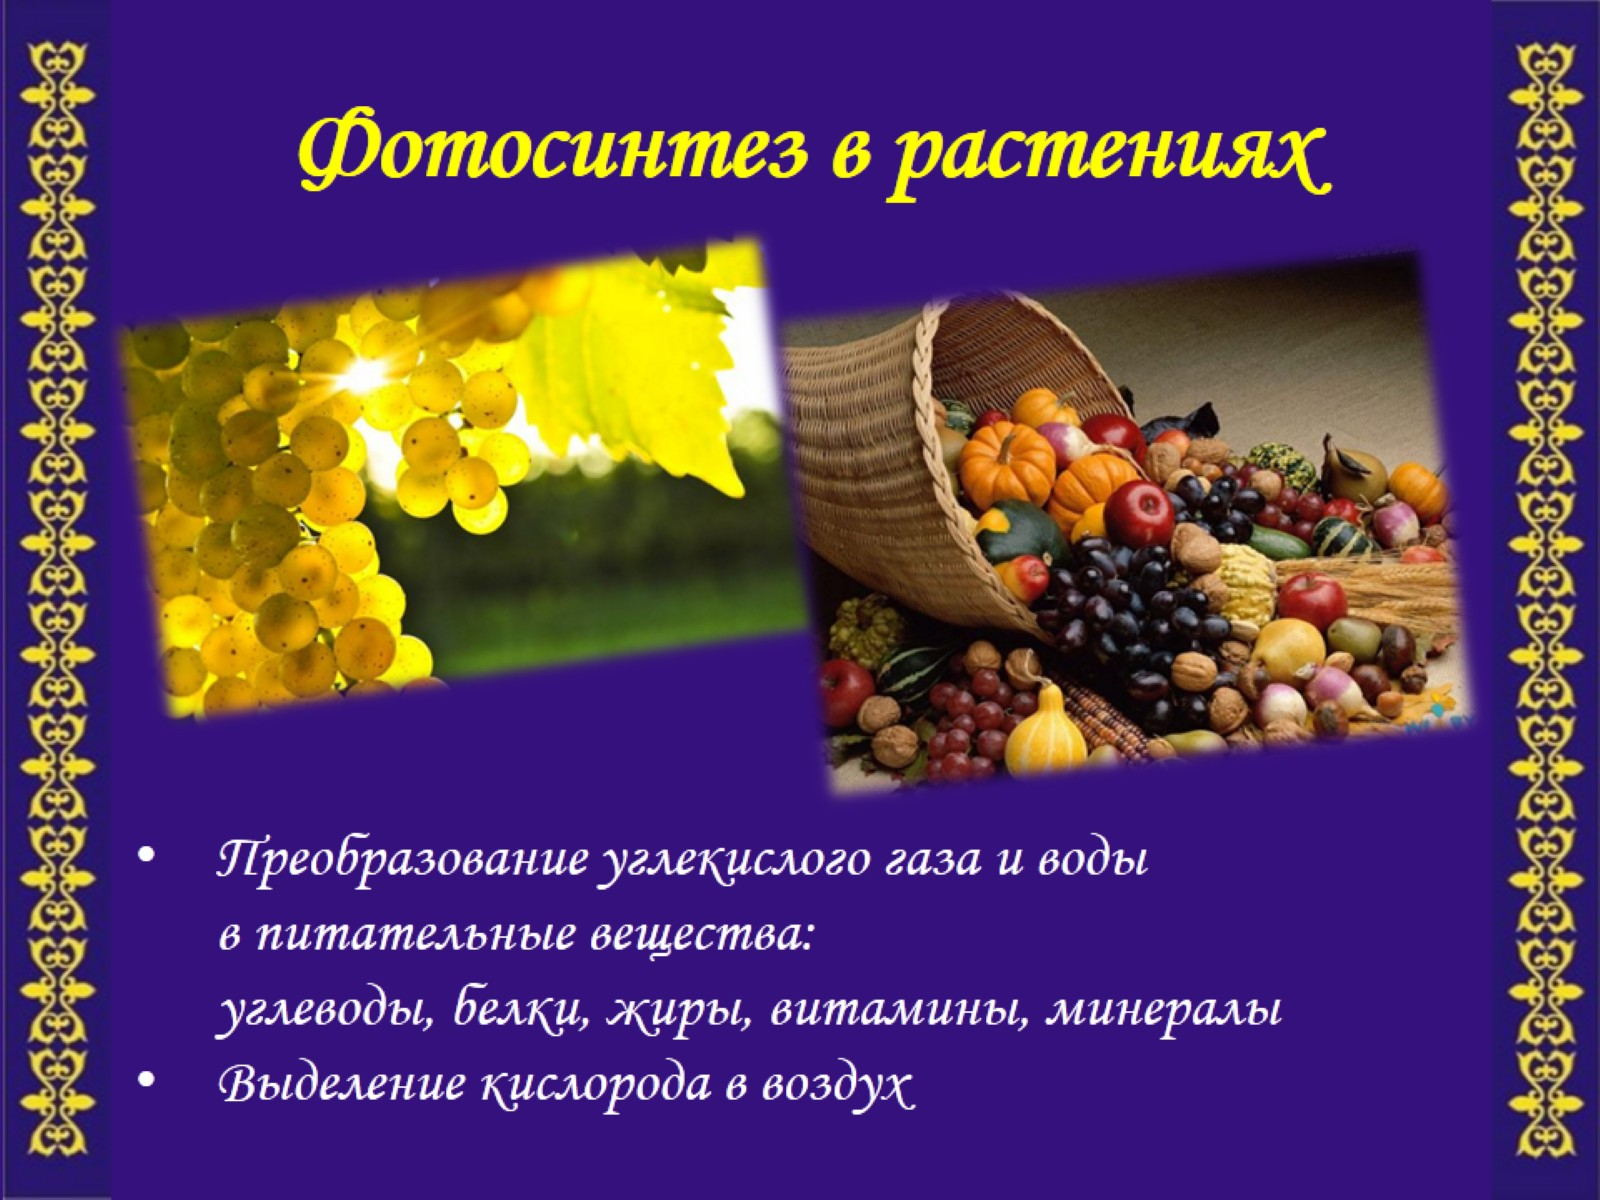 Фотосинтез в растениях
• Преобразование углекислого газа и воды
в питательные вещества:
углеводы, белки, жиры, витамины, минералы
• Выделение кислорода в воздух